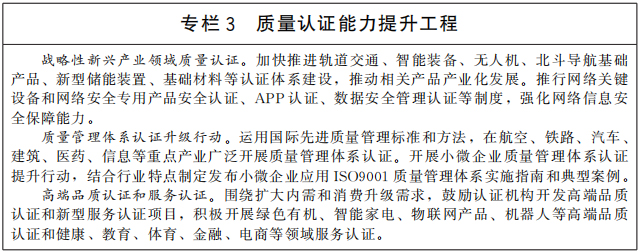 专栏 3 质量认证能力提升工程
战略性新兴产业领域质量认证。加快推进轨道交通、智能装备、无人机、北斗导航基础
产品、新型储能装置、基础材料等认证体系建设，推动相关产品产业化发展。推行网络关键
设备和网络安全专用产品安全认证、APP认证、数据安全管理认证等制度，强化网络信息安
全保障能力。
质量管理体系认证升级行动。运用国际先进质量管理标准和方法，在航空、铁路、汽车、
建筑、医药、信息等重点产业广泛开展质量管理体系认证。开展小微企业质量管理体系认证
提升行动，结合行业特点制定发布小微企业应用ISO9001质量管理体系实施指南和典型案例。
高端品质认证和服务认证。围绕扩大内需和消费升级需求，鼓励认证机构开发高端品质
认证和新型服务认证项目，积极开展绿色有机、智能家电、物联网产品、机器人等高端品质
认证和健康、教育、体育、金融、电商等领域服务认证。